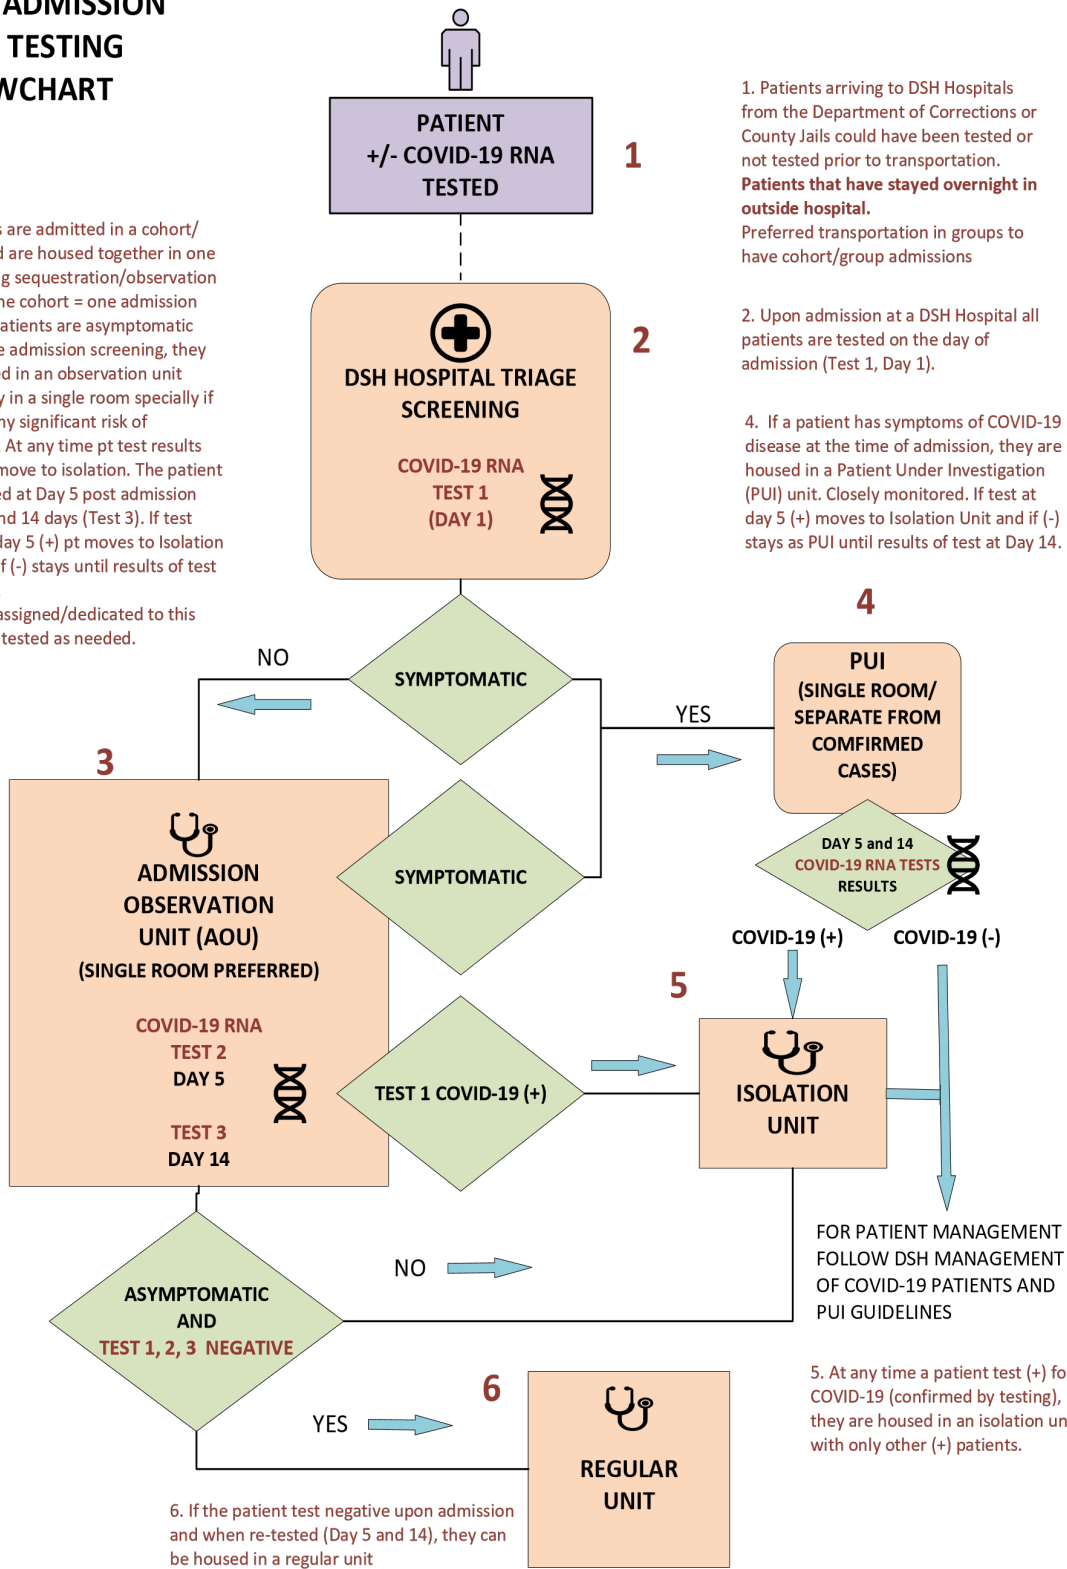 ADMISSION
TESTING
WCHART
PATIENT
+/- COVID-19 RNA
TESTED
1
1. Patients arriving to DSH Hospitals
from the Department of Corrections or
County Jails could have been tested or
not tested prior to transportation.
Patients that have stayed overnight in
outside hospital.
Preferred transportation in groups to
have cohort/group admissions
s are admitted in a cohort/
d are housed together in one
g sequestration/observation
ne cohort = one admission
atients are asymptomatic
e admission screening, they
ed in an observation unit
y in a single room specially if
ny significant risk of
. At any time pt test results
move to isolation. The patient
ed at Day 5 post admission
nd 14 days (Test 3). If test
day 5 (+) pt moves to Isolation
f (-) stays until results of test
assigned/dedicated to this
tested as needed.
2
DSH HOSPITAL TRIAGE
SCREENING
COVID-19 RNA
TEST 1
(DAY 1)
2. Upon admission at a DSH Hospital all
patients are tested on the day of
admission (Test 1, Day 1).
4. If a patient has symptoms of COVID-19
disease at the time of admission, they are
housed in a Patient Under Investigation
(PUI) unit. Closely monitored. If test at
day 5 (+) moves to Isolation Unit and if (-)
stays as PUI until results of test at Day 14.
4
NO
SYMPTOMATIC
YES
PUI
(SINGLE ROOM/
SEPARATE FROM
COMFIRMED
CASES)
3
ADMISSION
OBSERVATION
UNIT (AOU)
(SINGLE ROOM PREFERRED)
COVID-19 RNA
TEST 2
DAY 5
TEST 3
DAY 14
SYMPTOMATIC
DAY 5 and 14
COVID-19 RNA TESTS
RESULTS
COVID-19 (+)
COVID-19 (-)
5
TEST 1 COVID-19 (+)
ISOLATION
UNIT
FOR PATIENT MANAGEMENT
FOLLOW DSH MANAGEMENT
OF COVID-19 PATIENTS AND
PUI GUIDELINES
NO
ASYMPTOMATIC
AND
TEST 1, 2, 3 NEGATIVE
5. At any time a patient test (+) fo
COVID-19 (confirmed by testing),
they are housed in an isolation un
with only other (+) patients.
6
YES
REGULAR
UNIT
6. If the patient test negative upon admission
and when re-tested (Day 5 and 14), they can
be housed in a regular unit